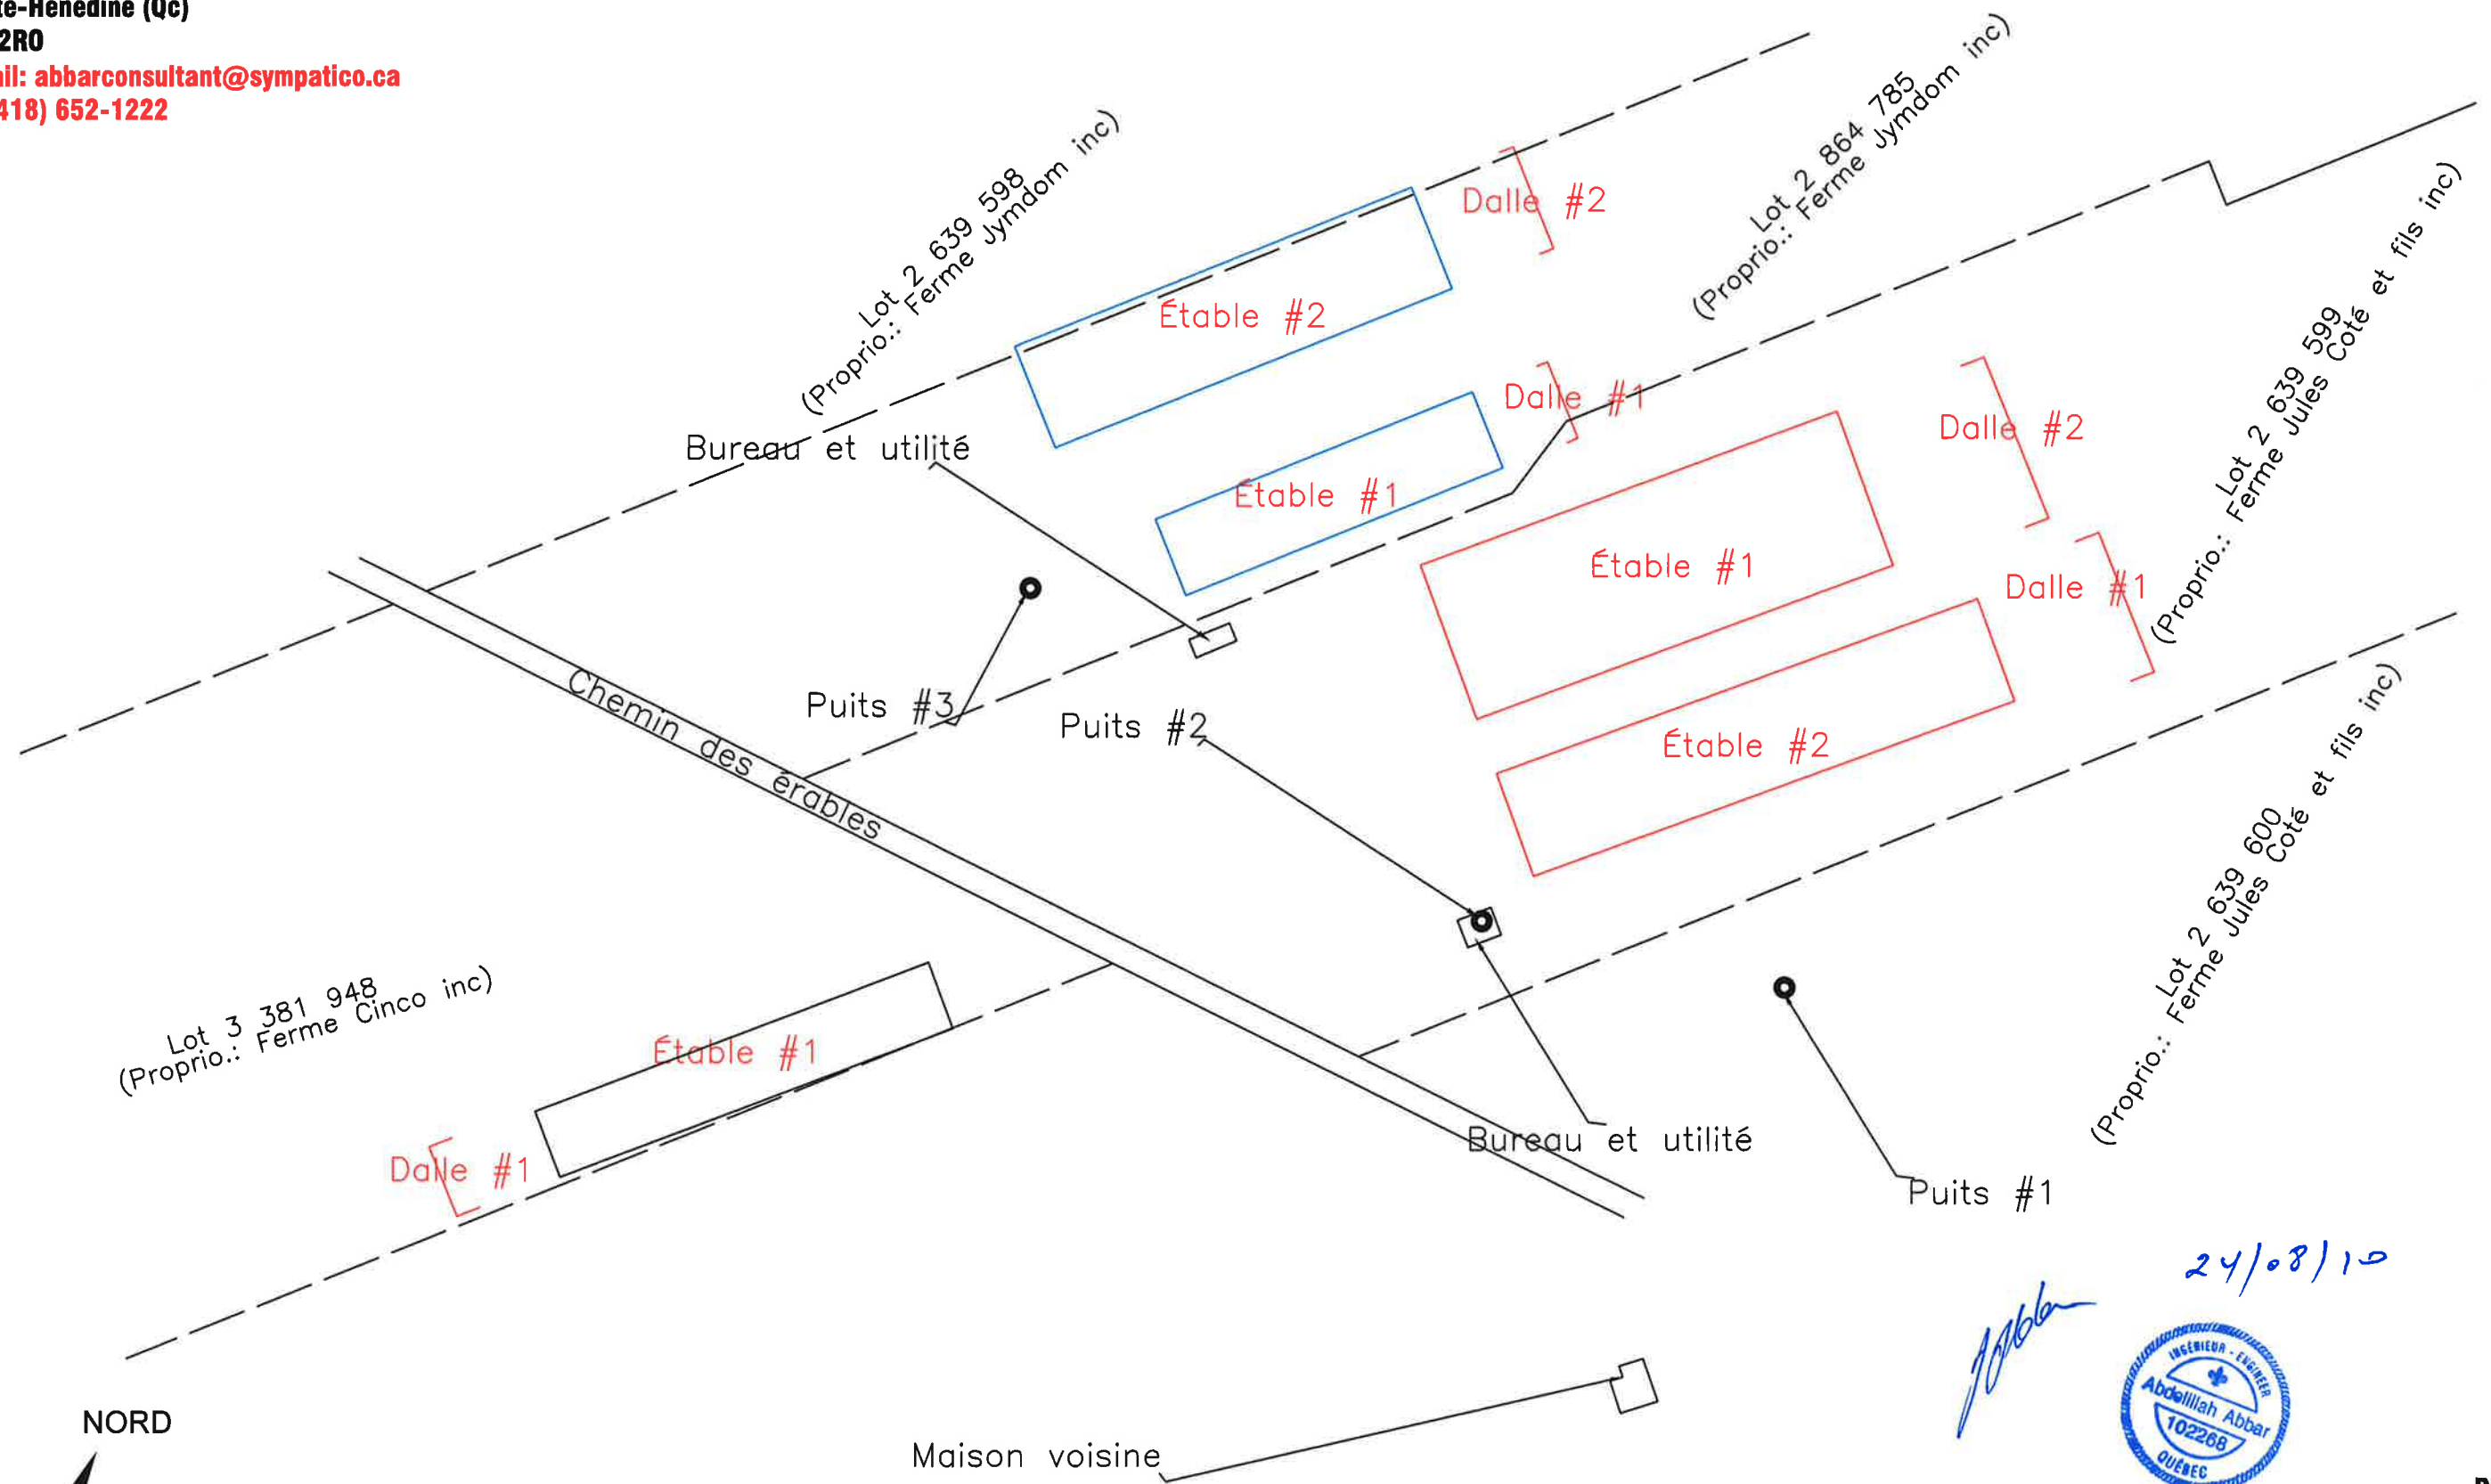 te-Hénédine (Qc)
2R0
il: abbarconsultant@sympatico.ca
418) 652-1222
Lot 2 639 598
(Proprio.: Ferme Jymdom inc)
Lot 2 864 785
(Proprio.: Ferme Jymdom inc)
Dalle #2
Étable #2
Dalle #1
Étable #1
Bureau et utilité
Lot 2 639 599
(Proprio.: Ferme Jules Coté et fils inc)
Dalle #2
Étable #1
Dalle #1
Étable #2
Puits #3
Puits #2
Chemin des érables
Lot 2 639 600
(Proprio.: Ferme Jules Coté et fils inc)
Lot 3 381 948
(Proprio.: Ferme Cinco inc)
Étable #1
Dalle #1
Bureau et utilité
Puits #1
24/08/10
INGÉNIEUR - ENGINEER
Abdelillah Abbar
102268
QUÉBEC
NORD
Maison voisine